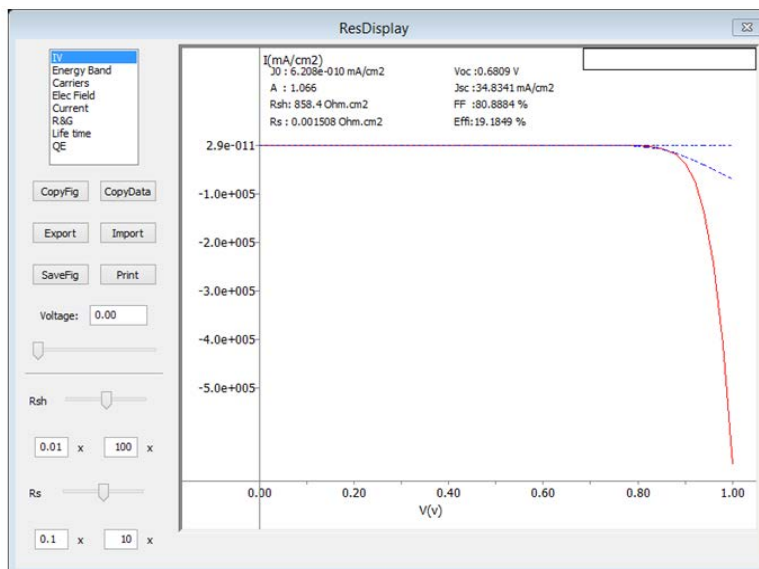 ResDisplay
IV
Energy Band
Carriers
Elec Field
Current
R&G
Life time
QE
CopyFig CopyData
Export Import
SaveFig Print
Voltage: 0.00
Rsh
0.01 x 100 x
Rs
0.1 x 10 x
I(mA/cm2)
J0 : 6.208e-010 mA/cm2 Voc :0.6809 V
A : 1.066 Jsc :34.8341 mA/cm2
Rsh: 858.4 Ohm.cm2 FF :80.8884 %
Rs : 0.001508 Ohm.cm2 Effi:19.1849 %
2.9e-011
-1.0e+005
-2.0e+005
-3.0e+005
-4.0e+005
-5.0e+005
0.00 0.20 0.40 0.60 0.80 1.00
V(v)